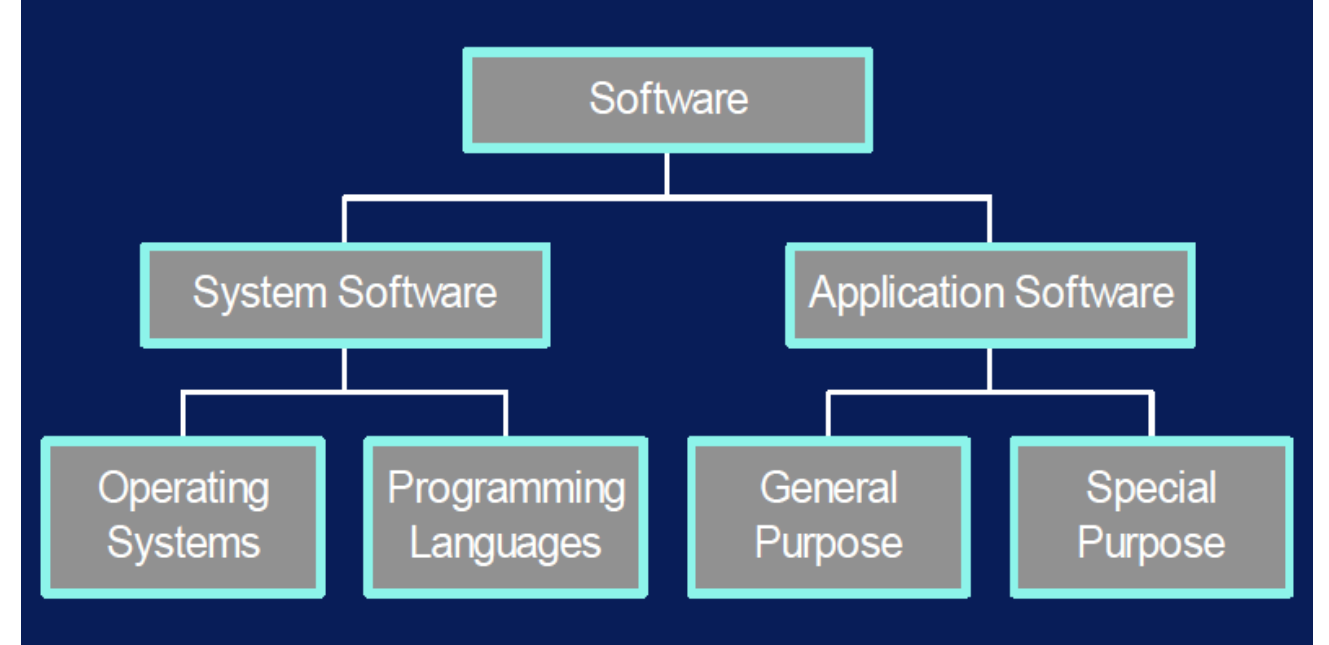 Software
System Software
Application Software
Operating
Systems
Programming
Languages
General
Purpose
Special
Purpose